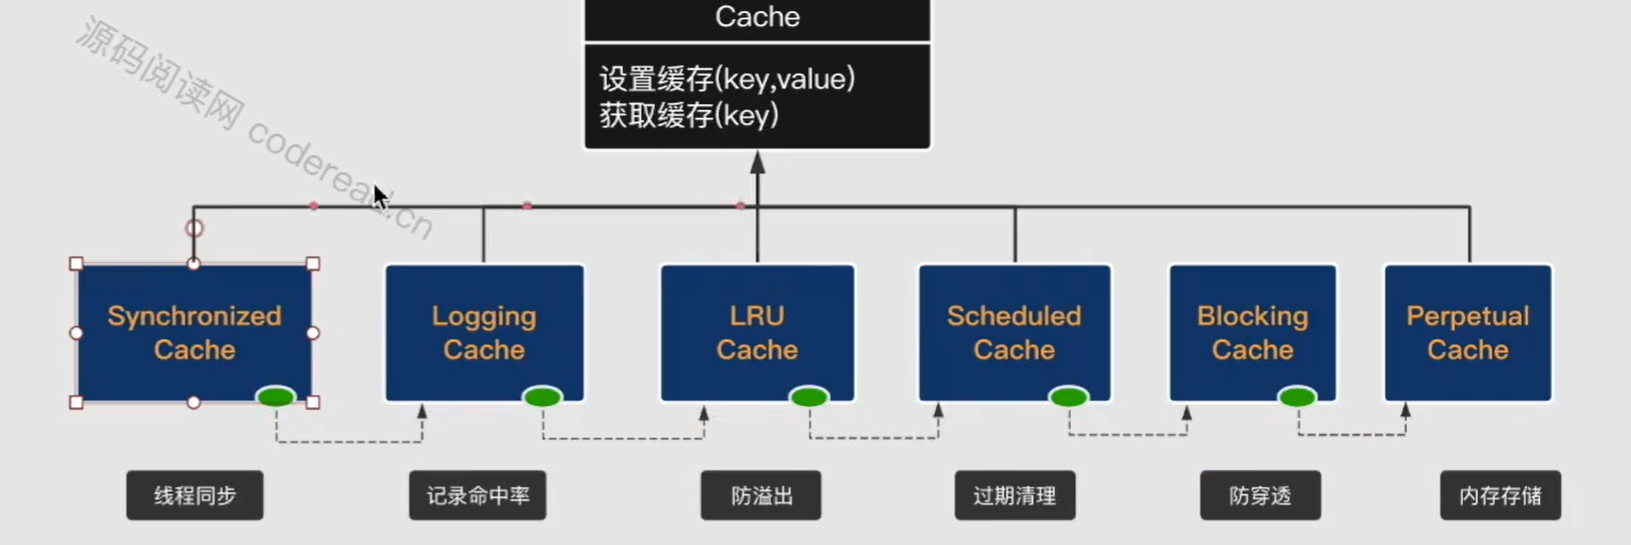 Cache
设置缓存(key,value)
获取缓存(key)
源码阅读网 coderead.cn
Synchronized
Cache
Logging
Cache
LRU
Cache
Scheduled
Cache
Blocking
Cache
Perpetual
Cache
线程同步
记录命中率
防溢出
过期清理
防穿透
内存存储